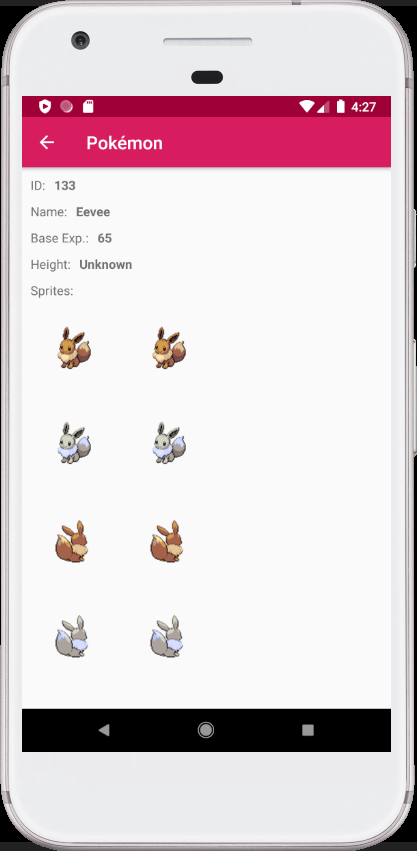 4:27
Pokémon
ID: 133
Name: Eevee
Base Exp.: 65
Height: Unknown
Sprites: